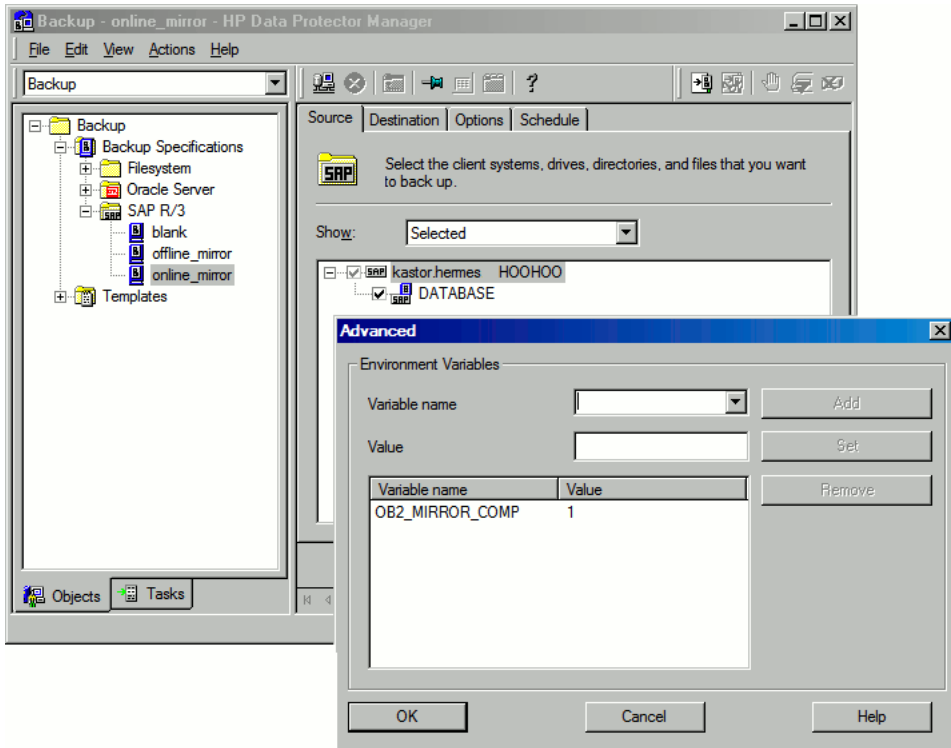 Backup - online_mirror - HP Data Protector Manager
File Edit View Actions Help
Backup
Backup
Backup Specifications
Filesystem
Oracle Server
SAP R/3
blank
offline_mirror
online_mirror
Templates
Objects Tasks
Source Destination Options Schedule
SAP Select the client systems, drives, directories, and files that you want
to back up.
Show: Selected
SAP kastor.hermes HOOHOO
SAP DATABASE
Advanced
Environment Variables
Variable name Add
Value Set
Variable name Value Remove
OB2_MIRROR_COMP 1
OK Cancel Help